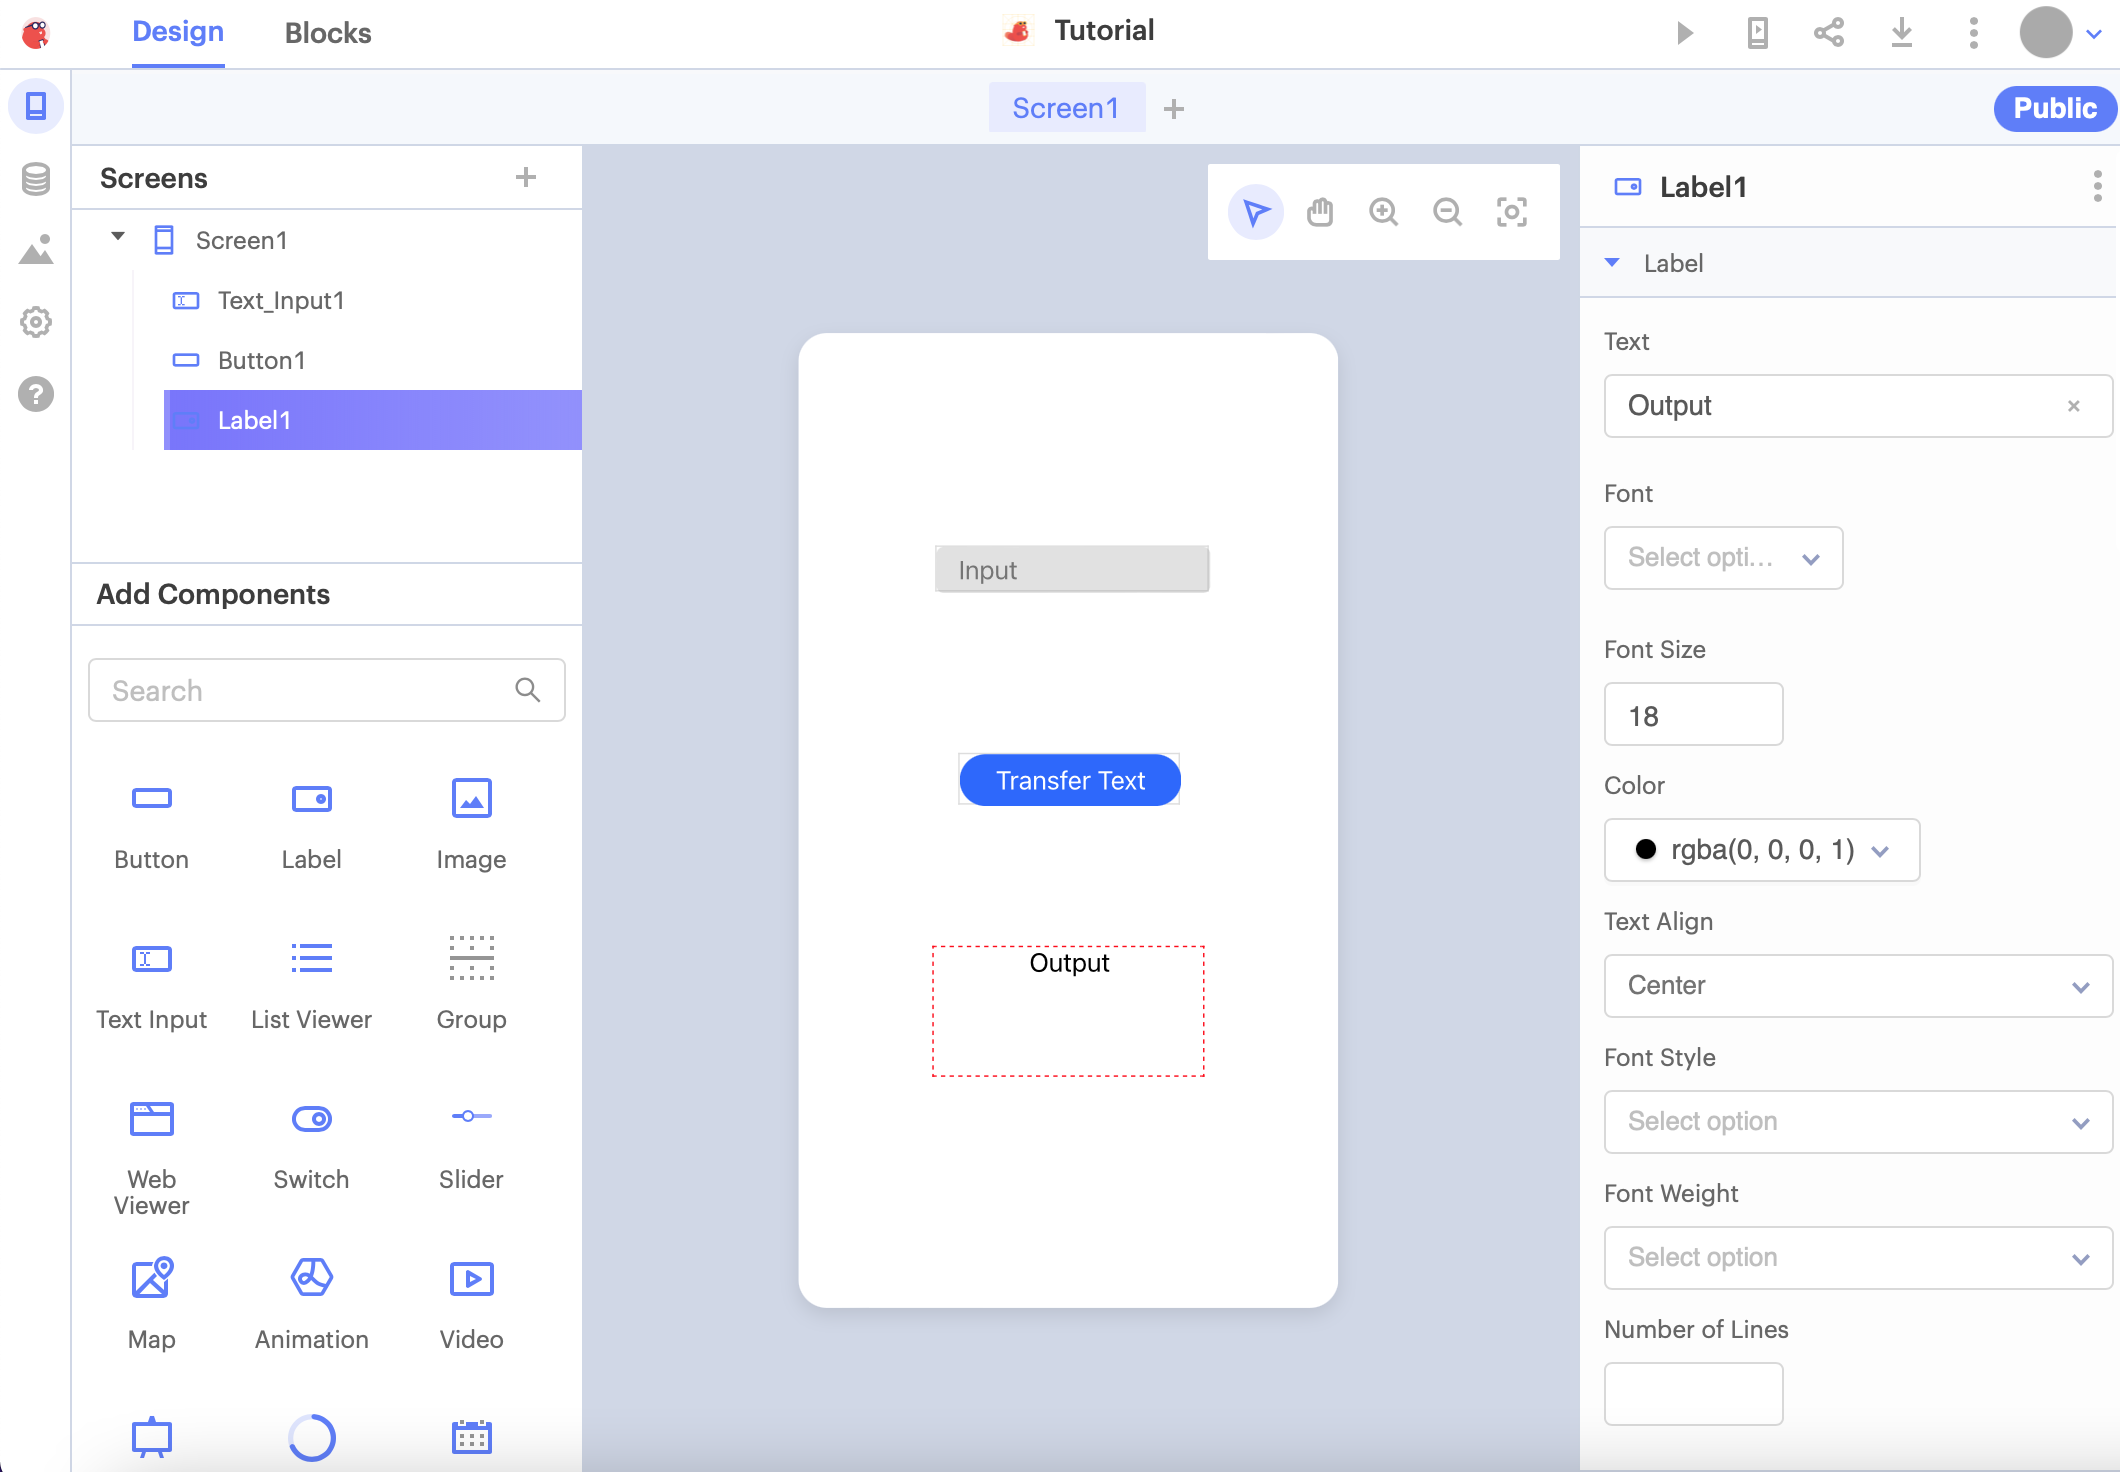 Design
Blocks
Tutorial
Screen1
Public
Screens
Screen1
Text_Input1
Button1
Label1
Add Components
Search
Button
Label
Image
Text Input
List Viewer
Group
Web
Viewer
Switch
Slider
Map
Animation
Video
Input
Transfer Text
Output
Label1
Label
Text
Output
Font
Select opti...
Font Size
18
Color
rgba(0, 0, 0, 1)
Text Align
Center
Font Style
Select option
Font Weight
Select option
Number of Lines